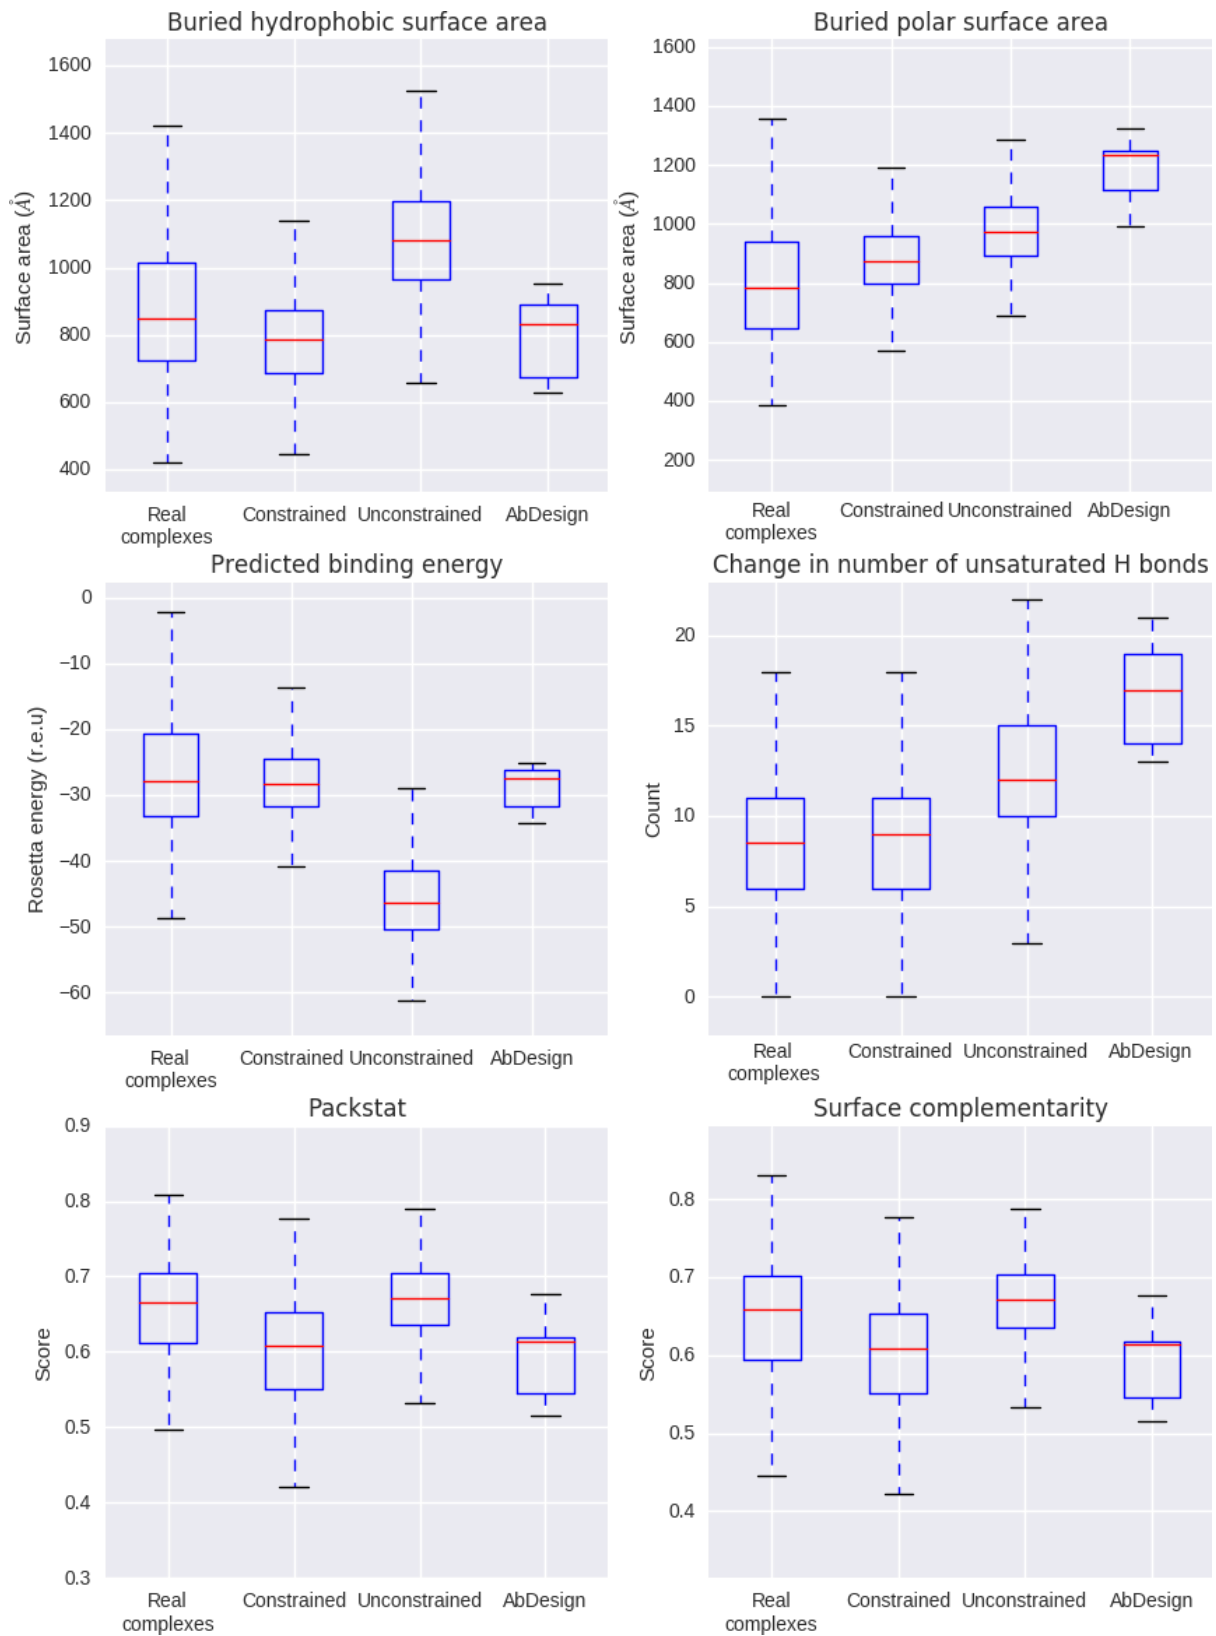 Buried hydrophobic surface area
1600
1400
1200
1000
800
600
400
Surface area (Å)
Real
complexes
Constrained
Unconstrained
AbDesign
Buried polar surface area
1600
1400
1200
1000
800
600
400
200
Surface area (Å)
Real
complexes
Constrained
Unconstrained
AbDesign
Predicted binding energy
0
−10
−20
−30
−40
−50
−60
Rosetta energy (r.e.u)
Real
complexes
Constrained
Unconstrained
AbDesign
Change in number of unsaturated H bonds
20
15
10
5
0
Count
Real
complexes
Constrained
Unconstrained
AbDesign
Packstat
0.9
0.8
0.7
0.6
0.5
0.4
0.3
Score
Real
complexes
Constrained
Unconstrained
AbDesign
Surface complementarity
0.8
0.7
0.6
0.5
0.4
Score
Real
complexes
Constrained
Unconstrained
AbDesign